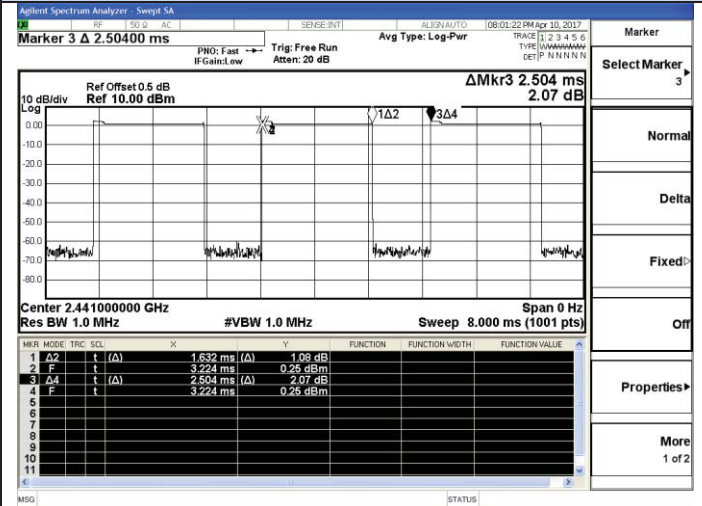 Agilent Spectrum Analyzer - Swept SA
RF 50 Ω AC SENSE:INT ALIGN AUTO 08:01:22 PM Apr 10, 2017
Marker 3 Δ 2.50400 ms
PNO: Fast
IFGain:Low
Trig: Free Run
Atten: 20 dB
Avg Type: Log-Pwr
TRACE 1 2 3 4 5 6
TYPE WWWWWW
DET P N N N N N
Ref Offset 0.5 dB
10 dB/div Ref 10.00 dBm
Log
ΔMkr3 2.504 ms
2.07 dB
1Δ2
3Δ4
0.00
-10.0
-20.0
-30.0
-40.0
-50.0
-60.0
-70.0
-80.0
Center 2.441000000 GHz Span 0 Hz
Res BW 1.0 MHz #VBW 1.0 MHz Sweep 8.000 ms (1001 pts)
MKR MODE TRC SCL X Y FUNCTION FUNCTION WIDTH FUNCTION VALUE
1 Δ2 t (Δ) 1.632 ms (Δ) 1.08 dB
2 F t 3.224 ms 0.25 dBm
3 Δ4 t (Δ) 2.504 ms (Δ) 2.07 dB
4 F t 3.224 ms 0.25 dBm
5
6
7
8
9
10
11
MSG STATUS
Marker
Select Marker
3
Normal
Delta
Fixed
Off
Properties
More
1 of 2